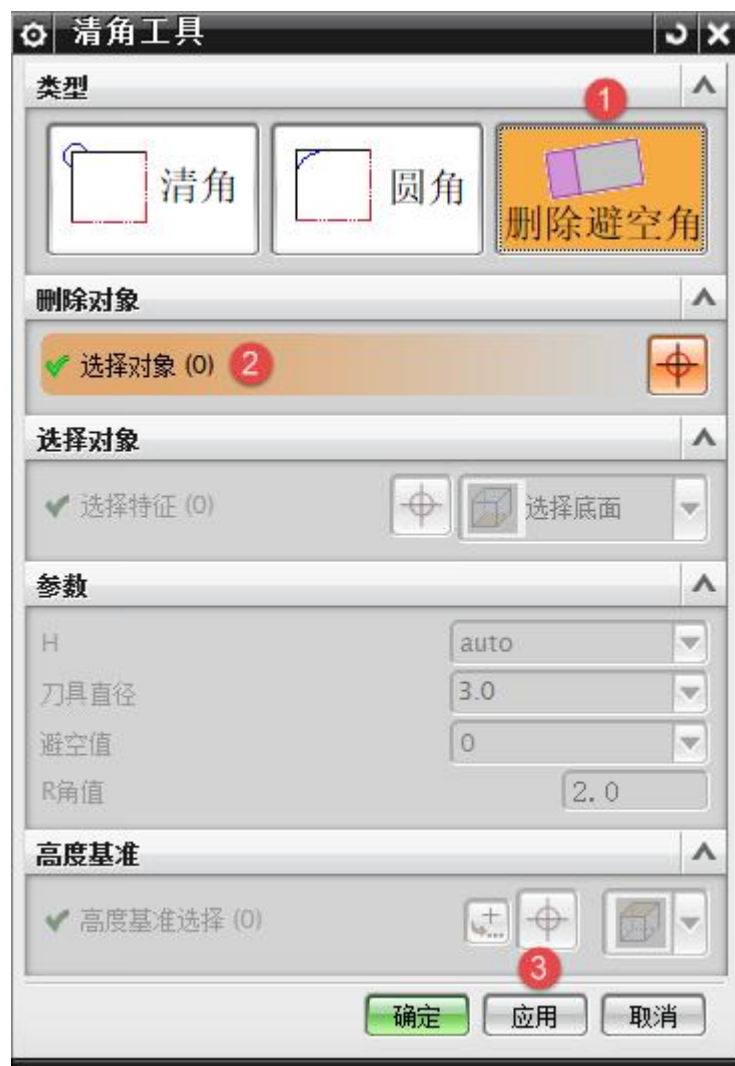 清角工具
类型
1
清角
圆角
删除避空角
删除对象
选择对象 (0) 2
选择对象
选择特征 (0) 选择底面
参数
H auto
刀具直径 3.0
避空值 0
R角值 2.0
高度基准
高度基准选择 (0)
3
确定 应用 取消